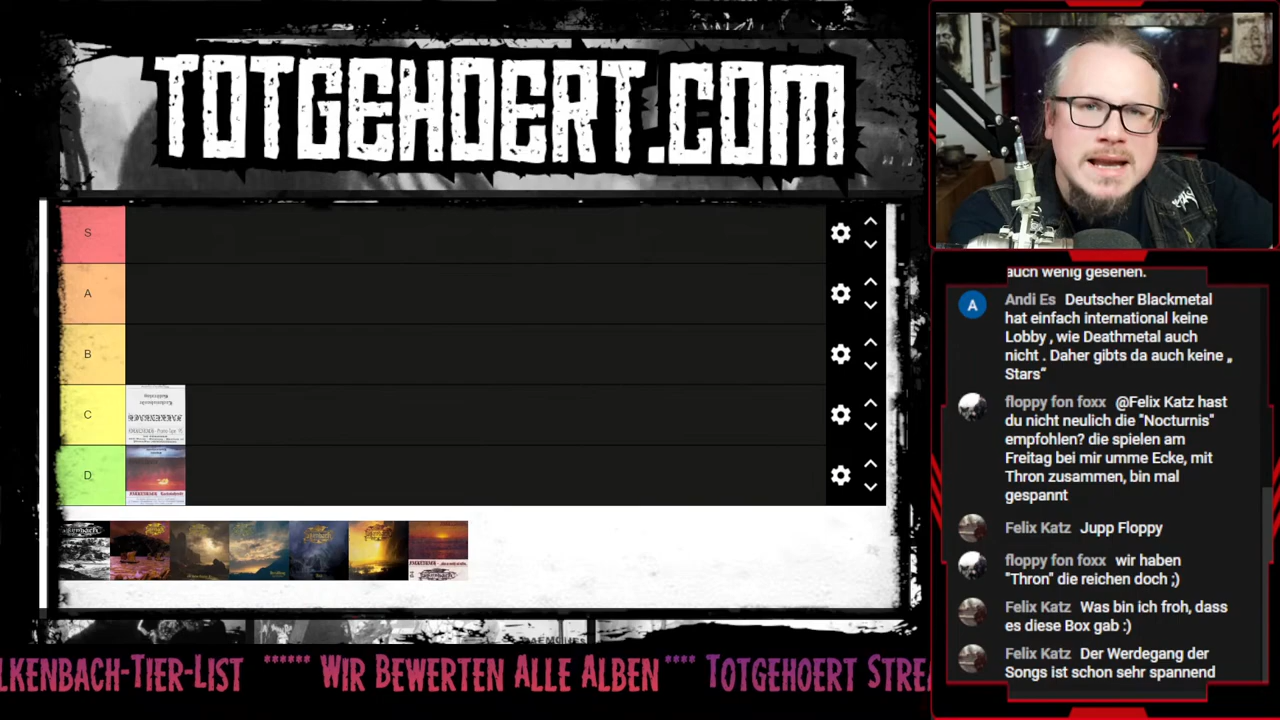 TOTGEHOERT.COM
S
A
B
C
D
LKENBACH-TIER-LIST ****** WIR BEWERTEN ALLE ALBEN **** TOTGEHOERT STREA
auch wenig gesehen.
Andi Es Deutscher Blackmetal
hat einfach international keine
Lobby , wie Deathmetal auch
nicht . Daher gibts da auch keine „
Stars“
floppy fon foxx @Felix Katz hast
du nicht neulich die "Nocturnis"
empfohlen? die spielen am
Freitag bei mir umme Ecke, mit
Thron zusammen, bin mal
gespannt
Felix Katz Jupp Floppy
floppy fon foxx wir haben
"Thron" die reichen doch ;)
Felix Katz Was bin ich froh, dass
es diese Box gab :)
Felix Katz Der Werdegang der
Songs ist schon sehr spannend
A